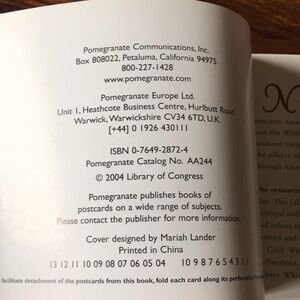 Pomegranate Communications, Inc.
Box 808022, Petaluma, California 94975
800-227-1428
www.pomegranate.com
Pomegranate Europe Ltd.
Unit 1, Heathcote Business Centre, Hurlbutt Road
Warwick, Warwickshire CV34 6TD, U.K.
[+44] 0 1926 430111
ISBN 0-7649-2872-4
Pomegranate Catalog No. AA244
© 2004 Library of Congress
Pomegranate publishes books of
postcards on a wide range of subjects.
Please contact the publisher for more information.
Cover designed by Mariah Lander
Printed in China
13 12 11 10 09 08 07 06 05 04 10 9 8 7 6 5 4 3 2 1
facilitate detachment of the postcards from this book, fold each card along its perforation
and the Wild